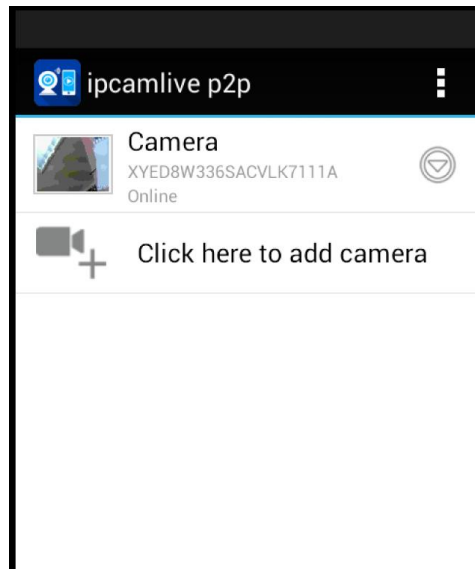 ipcamlive p2p
Camera
XYED8W336SACVLK7111A
Online
Click here to add camera